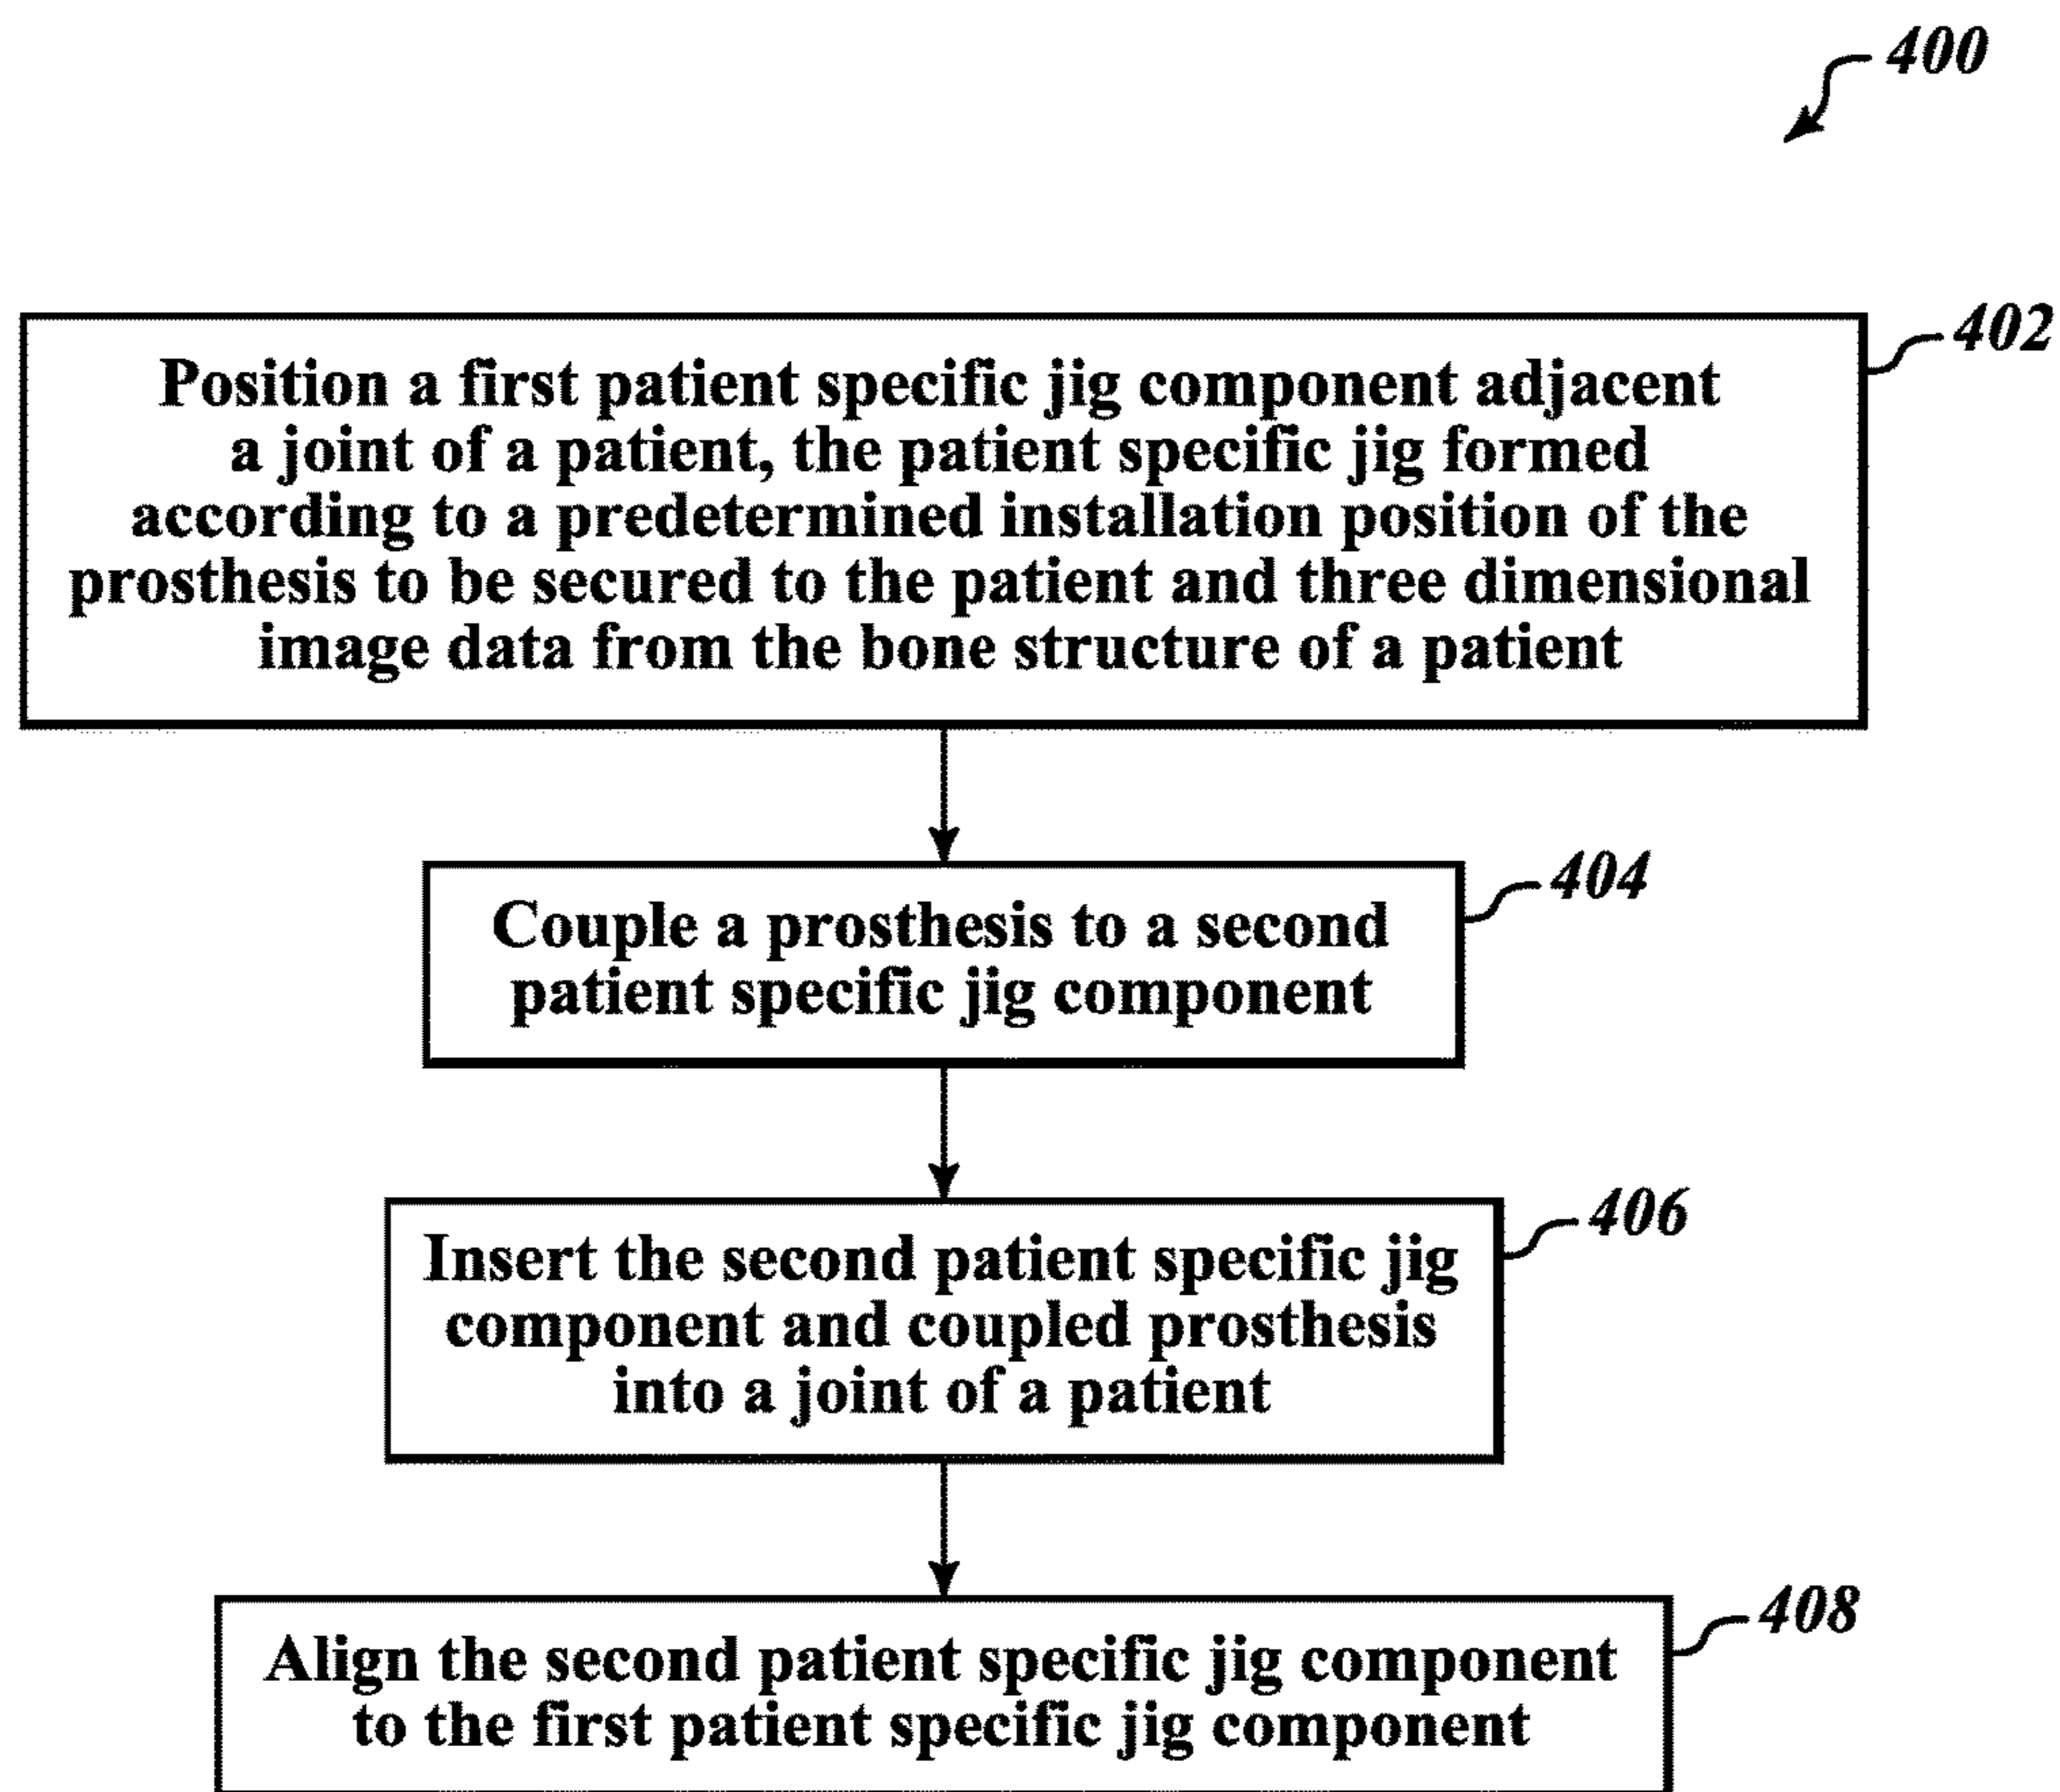 400
402
Position a first patient specific jig component adjacent
a joint of a patient, the patient specific jig formed
according to a predetermined installation position of the
prosthesis to be secured to the patient and three dimensional
image data from the bone structure of a patient
404
Couple a prosthesis to a second
patient specific jig component
406
Insert the second patient specific jig
component and coupled prosthesis
into a joint of a patient
408
Align the second patient specific jig component
to the first patient specific jig component